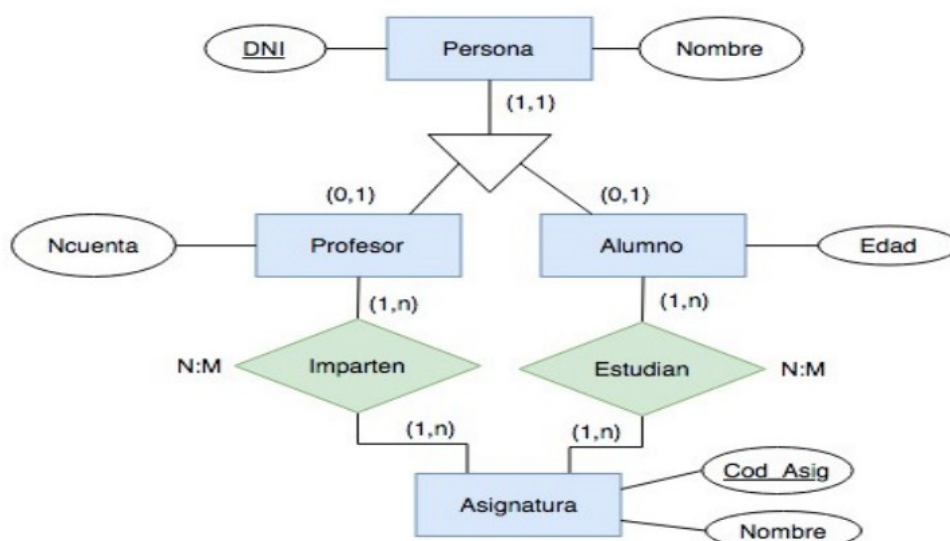 DNI
Persona
Nombre
(1,1)
(0,1)
(0,1)
Ncuenta
Profesor
Alumno
Edad
(1,n)
(1,n)
N:M
Imparten
Estudian
N:M
(1,n)
(1,n)
Cod_Asig
Asignatura
Nombre